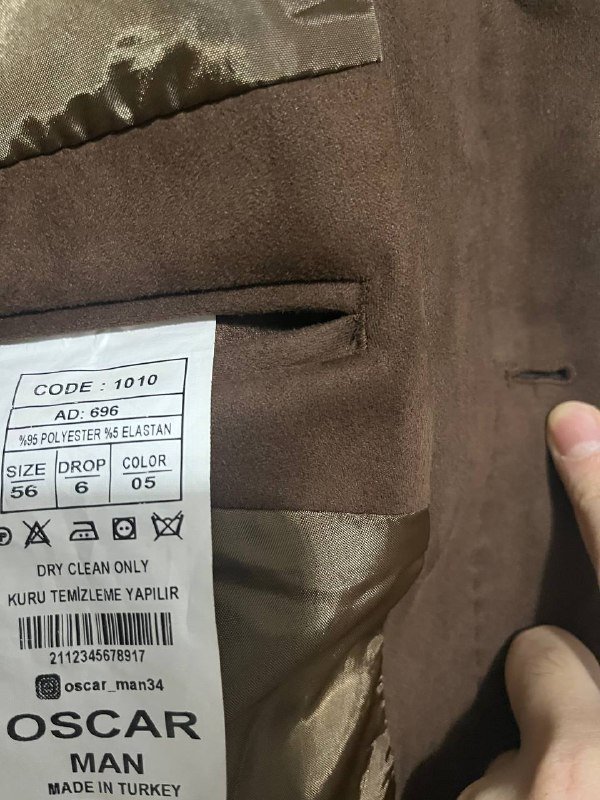 CODE : 1010
AD: 696
%95 POLYESTER %5 ELASTAN
SIZE DROP COLOR
56 6 05
P
DRY CLEAN ONLY
KURU TEMİZLEME YAPILIR
2112345678917
oscar_man34
OSCAR
MAN
MADE IN TURKEY